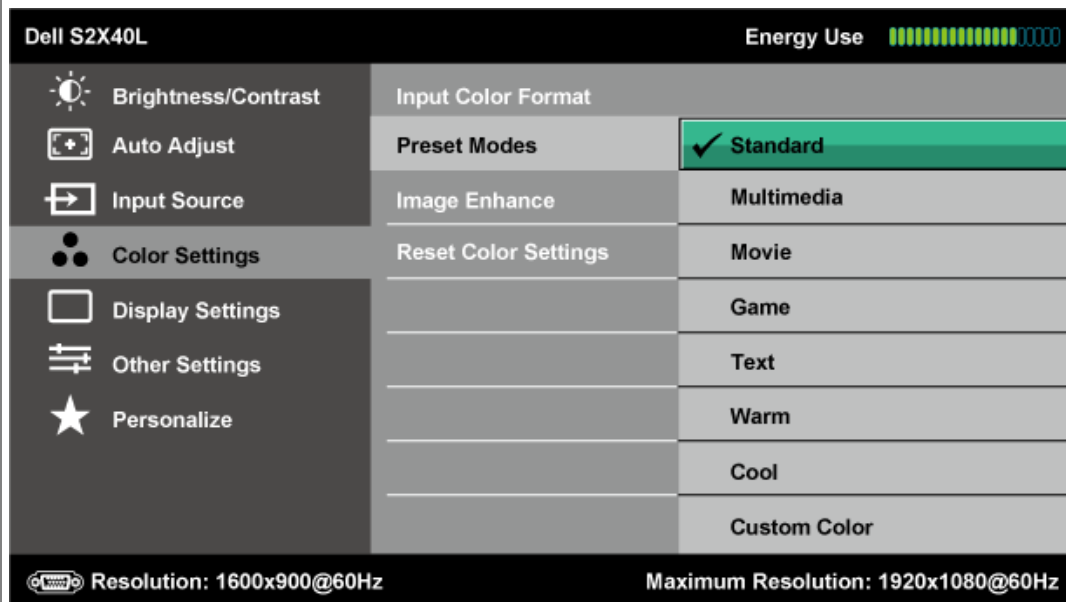 Dell S2X40L Energy Use
Brightness/Contrast Input Color Format
Auto Adjust Preset Modes Standard
Input Source Image Enhance Multimedia
Color Settings Reset Color Settings Movie
Display Settings Game
Other Settings Text
Personalize Warm
Cool
Custom Color
Resolution: 1600x900@60Hz Maximum Resolution: 1920x1080@60Hz